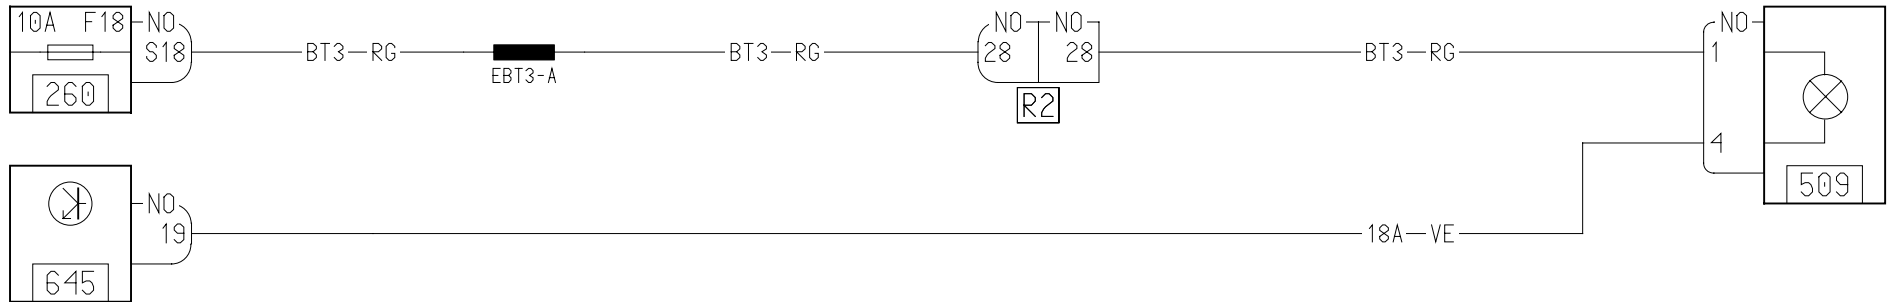 10A F18 NO NO NO NO
S18 BT3 RG BT3 RG 28 28 BT3 RG 1
EBT3-A
260
R2
4
509
NO
19 18A VE
645